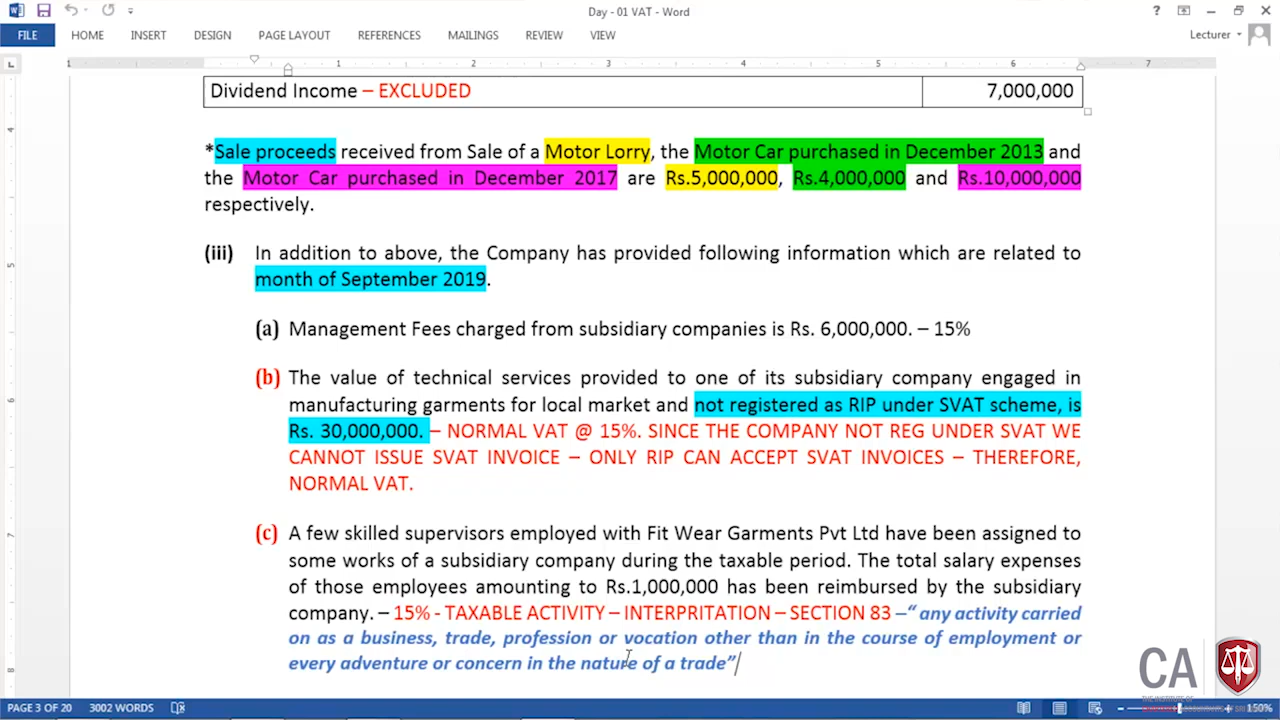 Day - 01 VAT - Word
FILE HOME INSERT DESIGN PAGE LAYOUT REFERENCES MAILINGS REVIEW VIEW Lecturer
1 1 2 3 4 5 6 7
Dividend Income – EXCLUDED 7,000,000
*Sale proceeds received from Sale of a Motor Lorry, the Motor Car purchased in December 2013 and
the Motor Car purchased in December 2017 are Rs.5,000,000, Rs.4,000,000 and Rs.10,000,000
respectively.
(iii) In addition to above, the Company has provided following information which are related to
month of September 2019.
(a) Management Fees charged from subsidiary companies is Rs. 6,000,000. – 15%
(b) The value of technical services provided to one of its subsidiary company engaged in
manufacturing garments for local market and not registered as RIP under SVAT scheme, is
Rs. 30,000,000. – NORMAL VAT @ 15%. SINCE THE COMPANY NOT REG UNDER SVAT WE
CANNOT ISSUE SVAT INVOICE – ONLY RIP CAN ACCEPT SVAT INVOICES – THEREFORE,
NORMAL VAT.
(c) A few skilled supervisors employed with Fit Wear Garments Pvt Ltd have been assigned to
some works of a subsidiary company during the taxable period. The total salary expenses
of those employees amounting to Rs.1,000,000 has been reimbursed by the subsidiary
company. – 15% - TAXABLE ACTIVITY – INTERPRITATION – SECTION 83 –“ any activity carried
on as a business, trade, profession or vocation other than in the course of employment or
every adventure or concern in the nature of a trade”
CA
PAGE 3 OF 20 3002 WORDS 150%